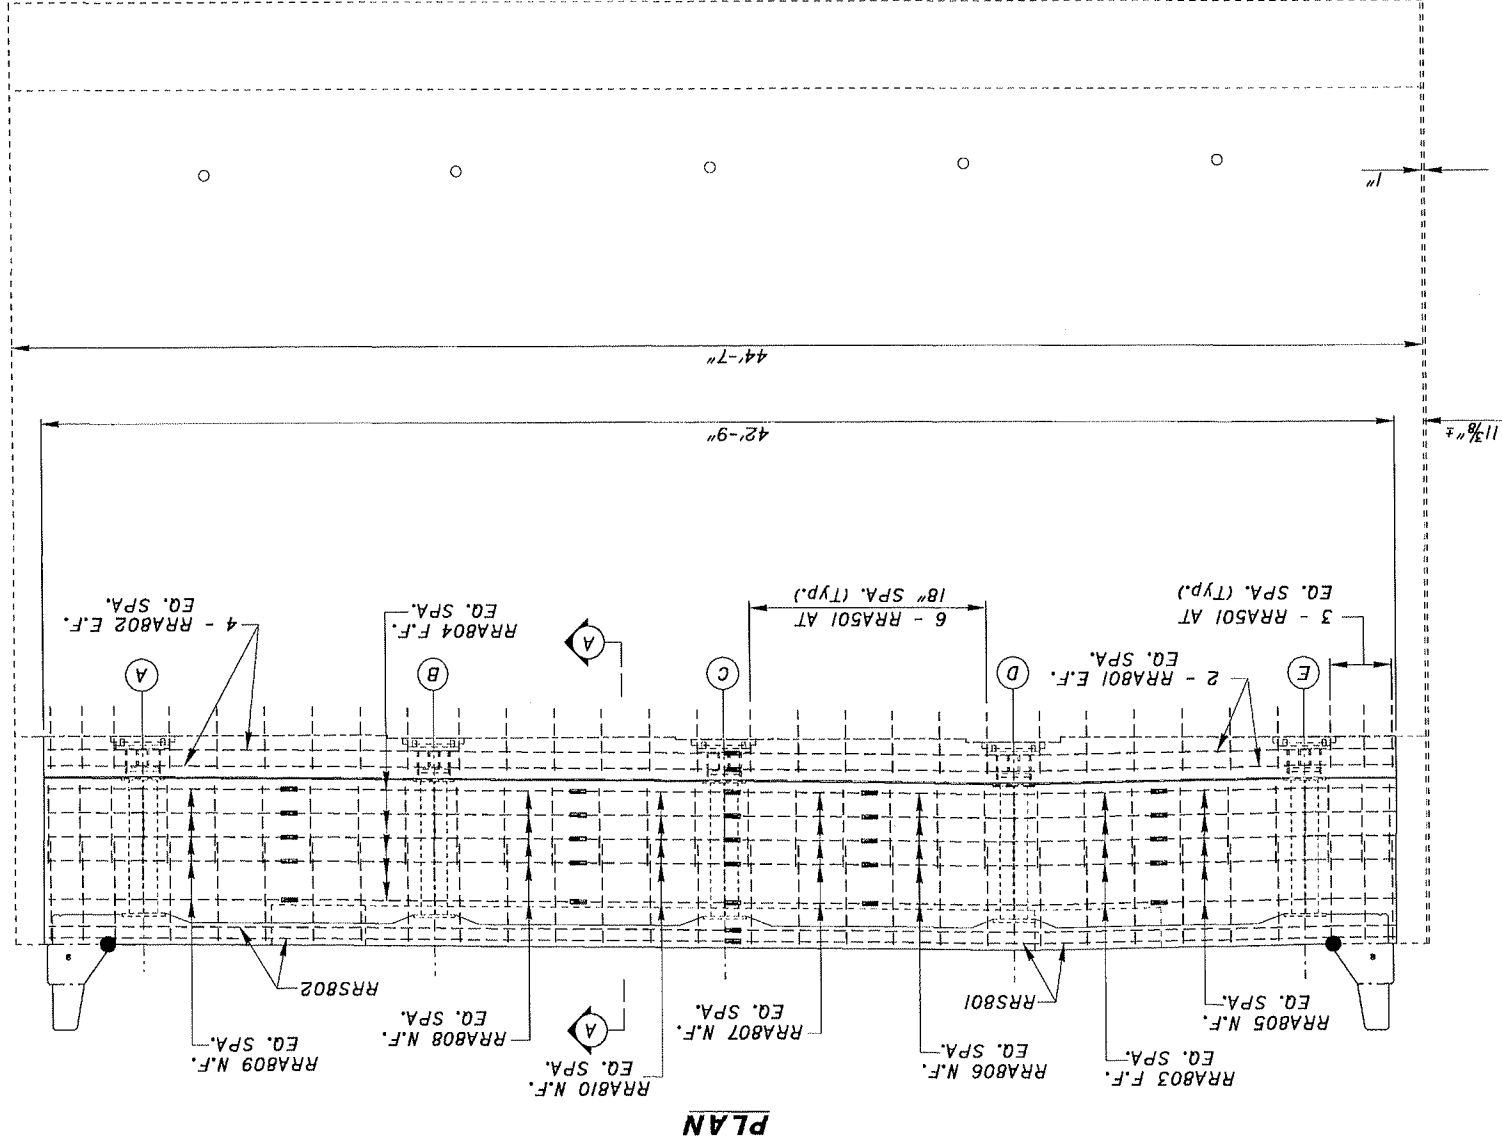 PLAN
RRA803 F.F.
EQ. SPA.
RRA806 N.F.
EQ. SPA.
RRA810 N.F.
EQ. SPA.
RRA809 N.F.
EQ. SPA.
RRA805 N.F.
EQ. SPA.
RRA807 N.F.
EQ. SPA.
A
RRA808 N.F.
EQ. SPA.
RRS801
RRS802
E
D
C
B
A
2 - RRA801 E.F.
EQ. SPA.
A
3 - RRA501 AT
EQ. SPA. (Typ.)
6 - RRA501 AT
18" SPA. (Typ.)
RRA804 F.F.
EQ. SPA.
4 - RRA802 E.F.
EQ. SPA.
11 3/8" ±
42'-9"
44'-7"
1"